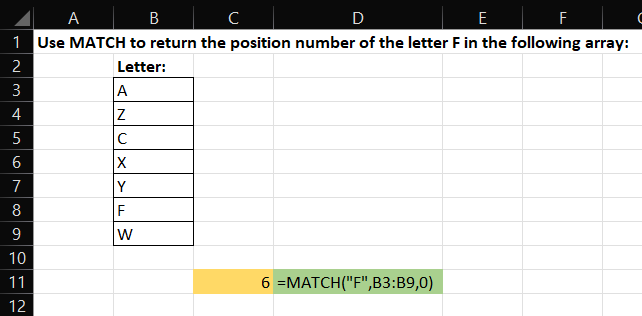 A B C D E F
1 Use MATCH to return the position number of the letter F in the following array:
2 Letter:
3 A
4 Z
5 C
6 X
7 Y
8 F
9 W
10
11 6 =MATCH("F",B3:B9,0)
12